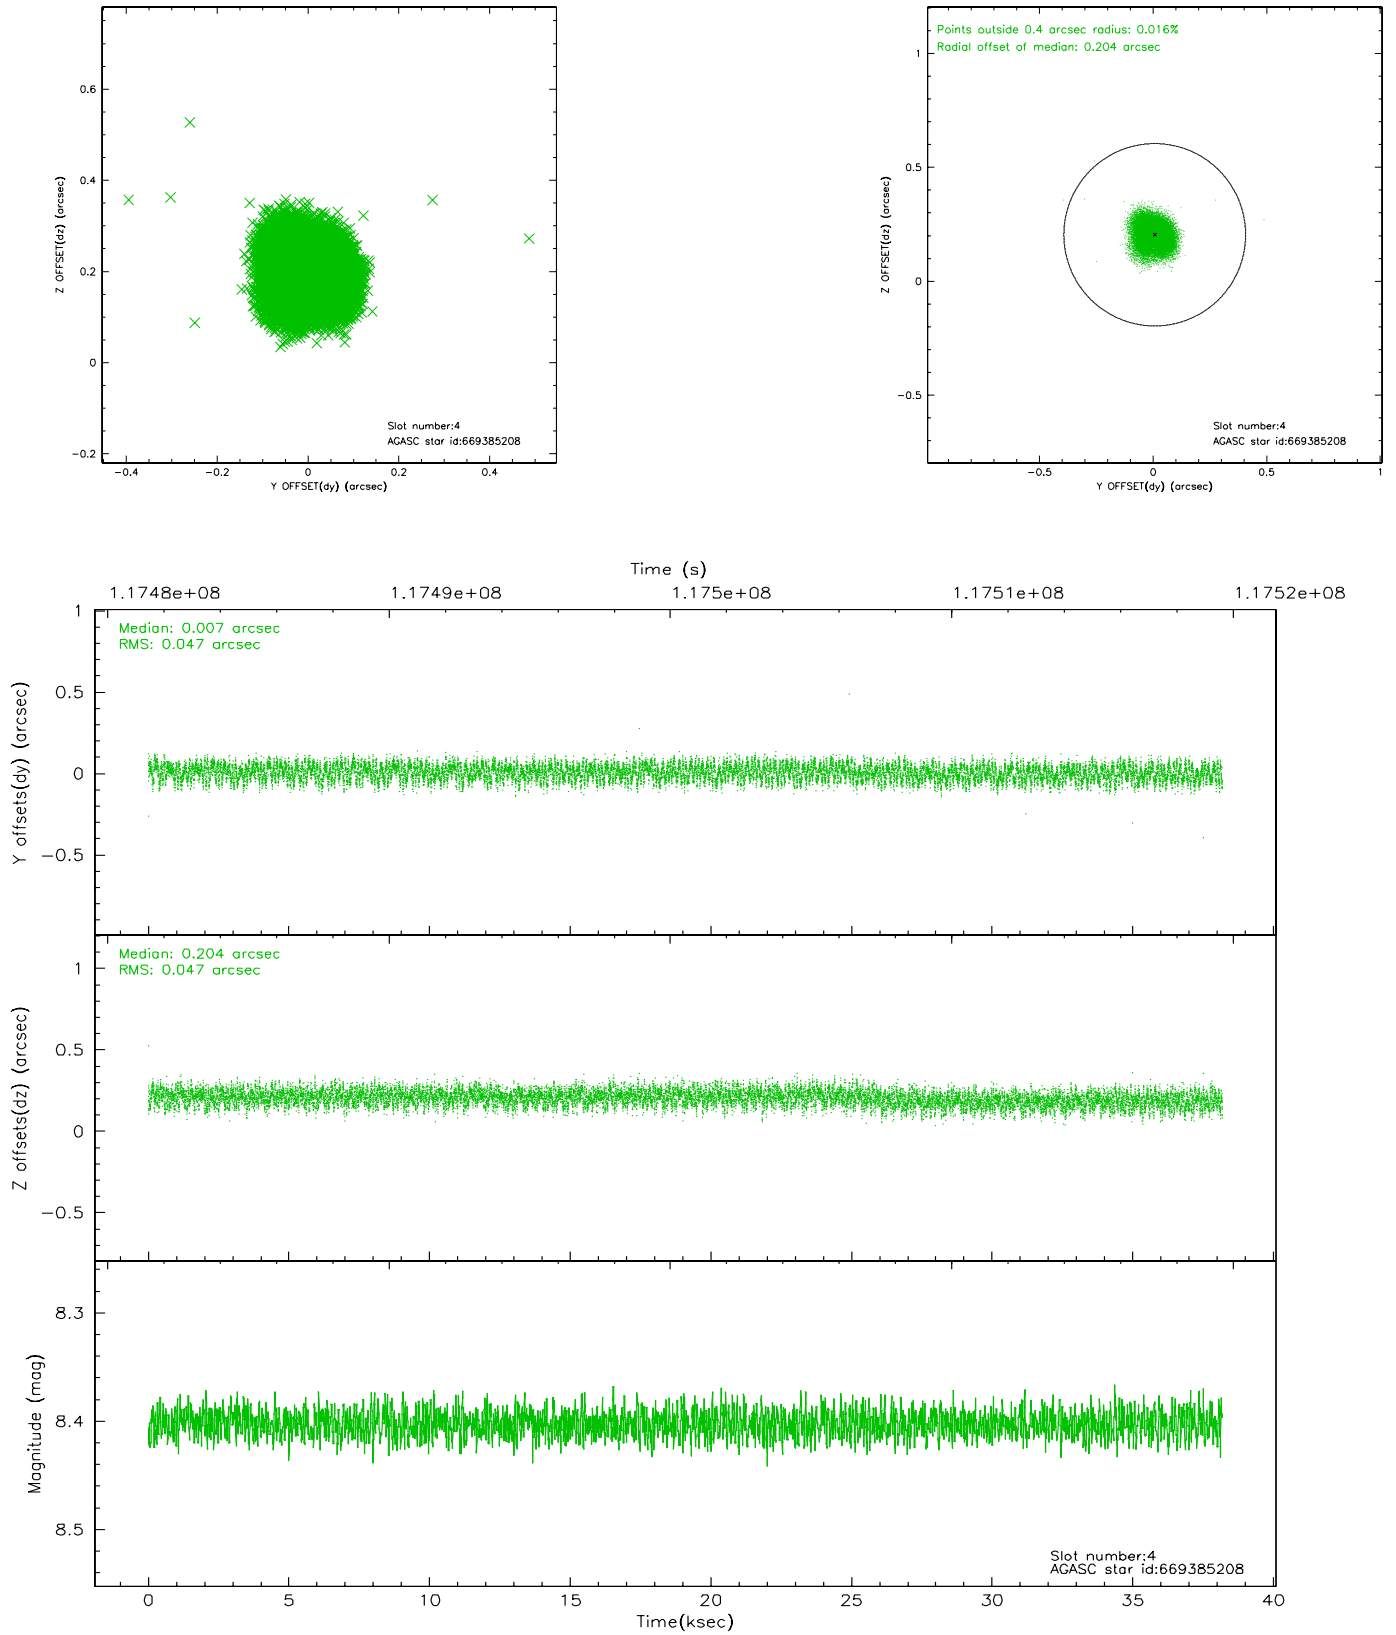 0.6
0.4
0.2
0
-0.2
Z OFFSET(dz) (arcsec)
Slot number:4
AGASC star id:669385208
-0.4 -0.2 0 0.2 0.4
Y OFFSET(dy) (arcsec)
Points outside 0.4 arcsec radius: 0.016%
Radial offset of median: 0.204 arcsec
1
0.5
0
-0.5
Z OFFSET(dz) (arcsec)
Slot number:4
AGASC star id:669385208
-0.5 0 0.5 1
Y OFFSET(dy) (arcsec)
Time (s)
1.1748e+08 1.1749e+08 1.175e+08 1.1751e+08 1.1752e+08
Median: 0.007 arcsec
RMS: 0.047 arcsec
1
0.5
0
-0.5
Y offsets(dy) (arcsec)
Median: 0.204 arcsec
RMS: 0.047 arcsec
1
0.5
0
-0.5
Z offsets(dz) (arcsec)
8.3
8.4
8.5
Magnitude (mag)
Slot number:4
AGASC star id:669385208
0 5 10 15 20 25 30 35 40
Time(ksec)